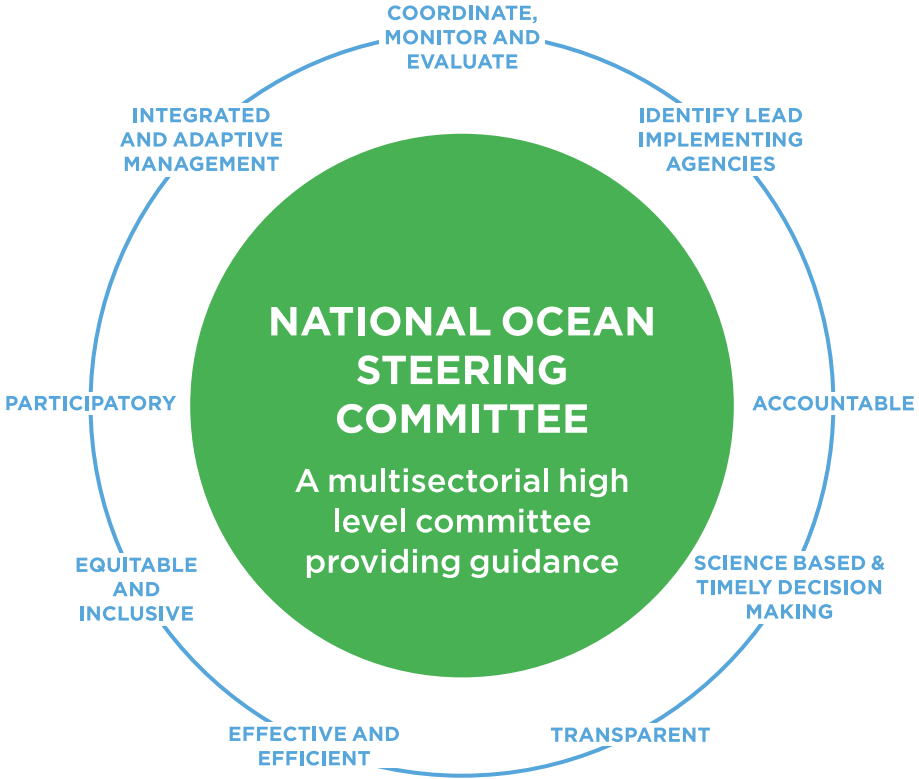 COORDINATE,
MONITOR AND
EVALUATE
IDENTIFY LEAD
IMPLEMENTING
AGENCIES
ACCOUNTABLE
SCIENCE BASED &
TIMELY DECISION
MAKING
TRANSPARENT
EFFECTIVE AND
EFFICIENT
EQUITABLE
AND
INCLUSIVE
PARTICIPATORY
INTEGRATED
AND ADAPTIVE
MANAGEMENT
NATIONAL OCEAN
STEERING
COMMITTEE
A multisectorial high
level committee
providing guidance